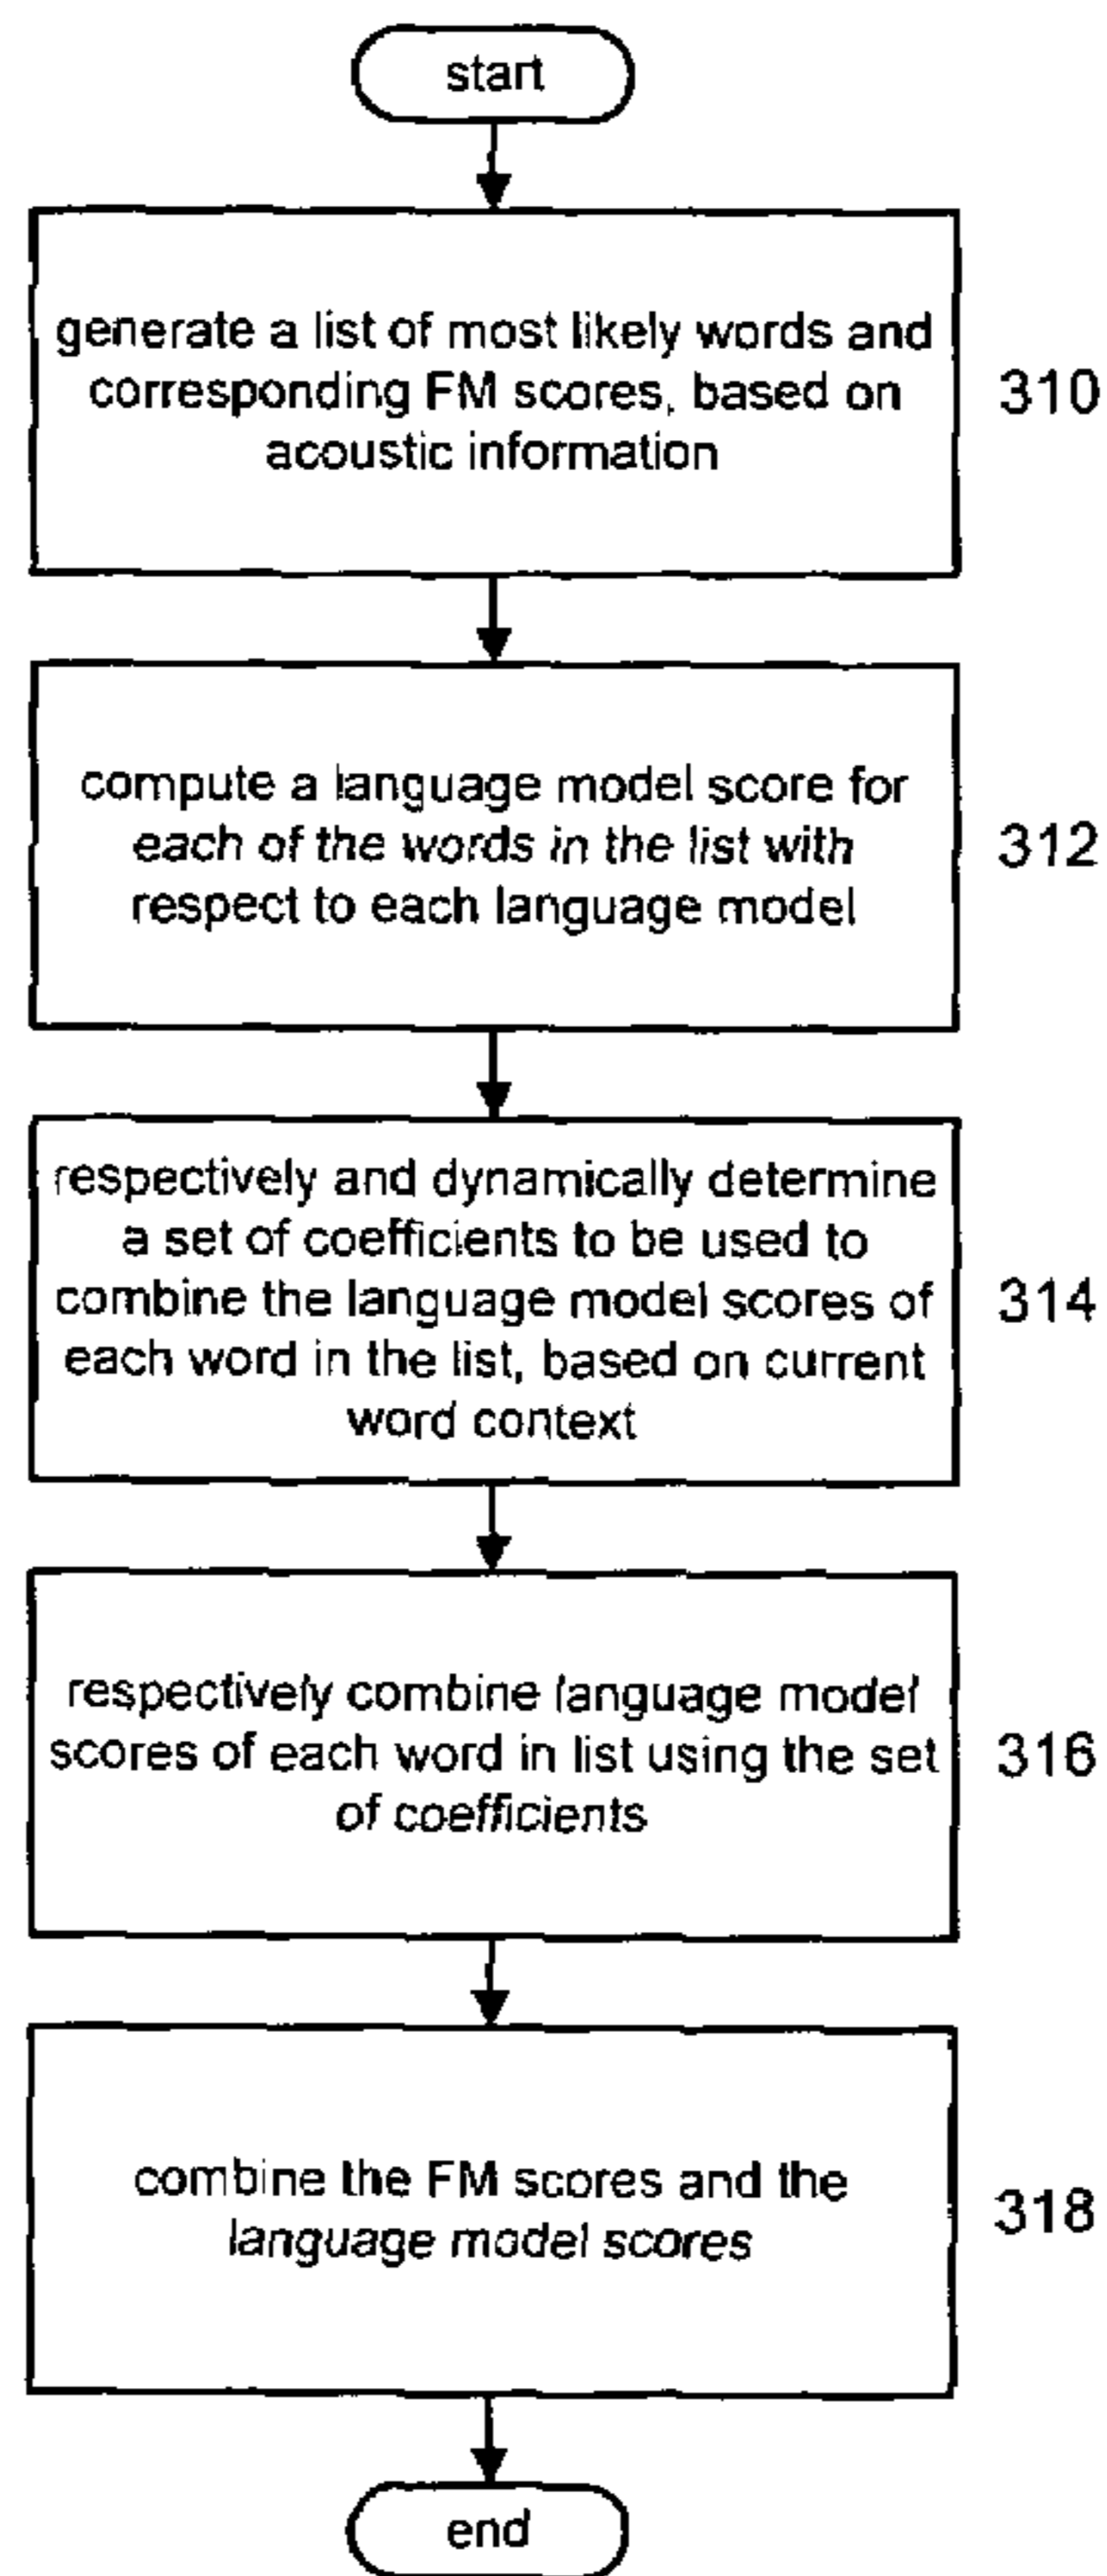 start
generate a list of most likely words and
corresponding FM scores, based on
acoustic information
310
compute a language model score for
each of the words in the list with
respect to each language model
312
respectively and dynamically determine
a set of coefficients to be used to
combine the language model scores of
each word in the list, based on current
word context
314
respectively combine language model
scores of each word in list using the set
of coefficients
316
combine the FM scores and the
language model scores
318
end